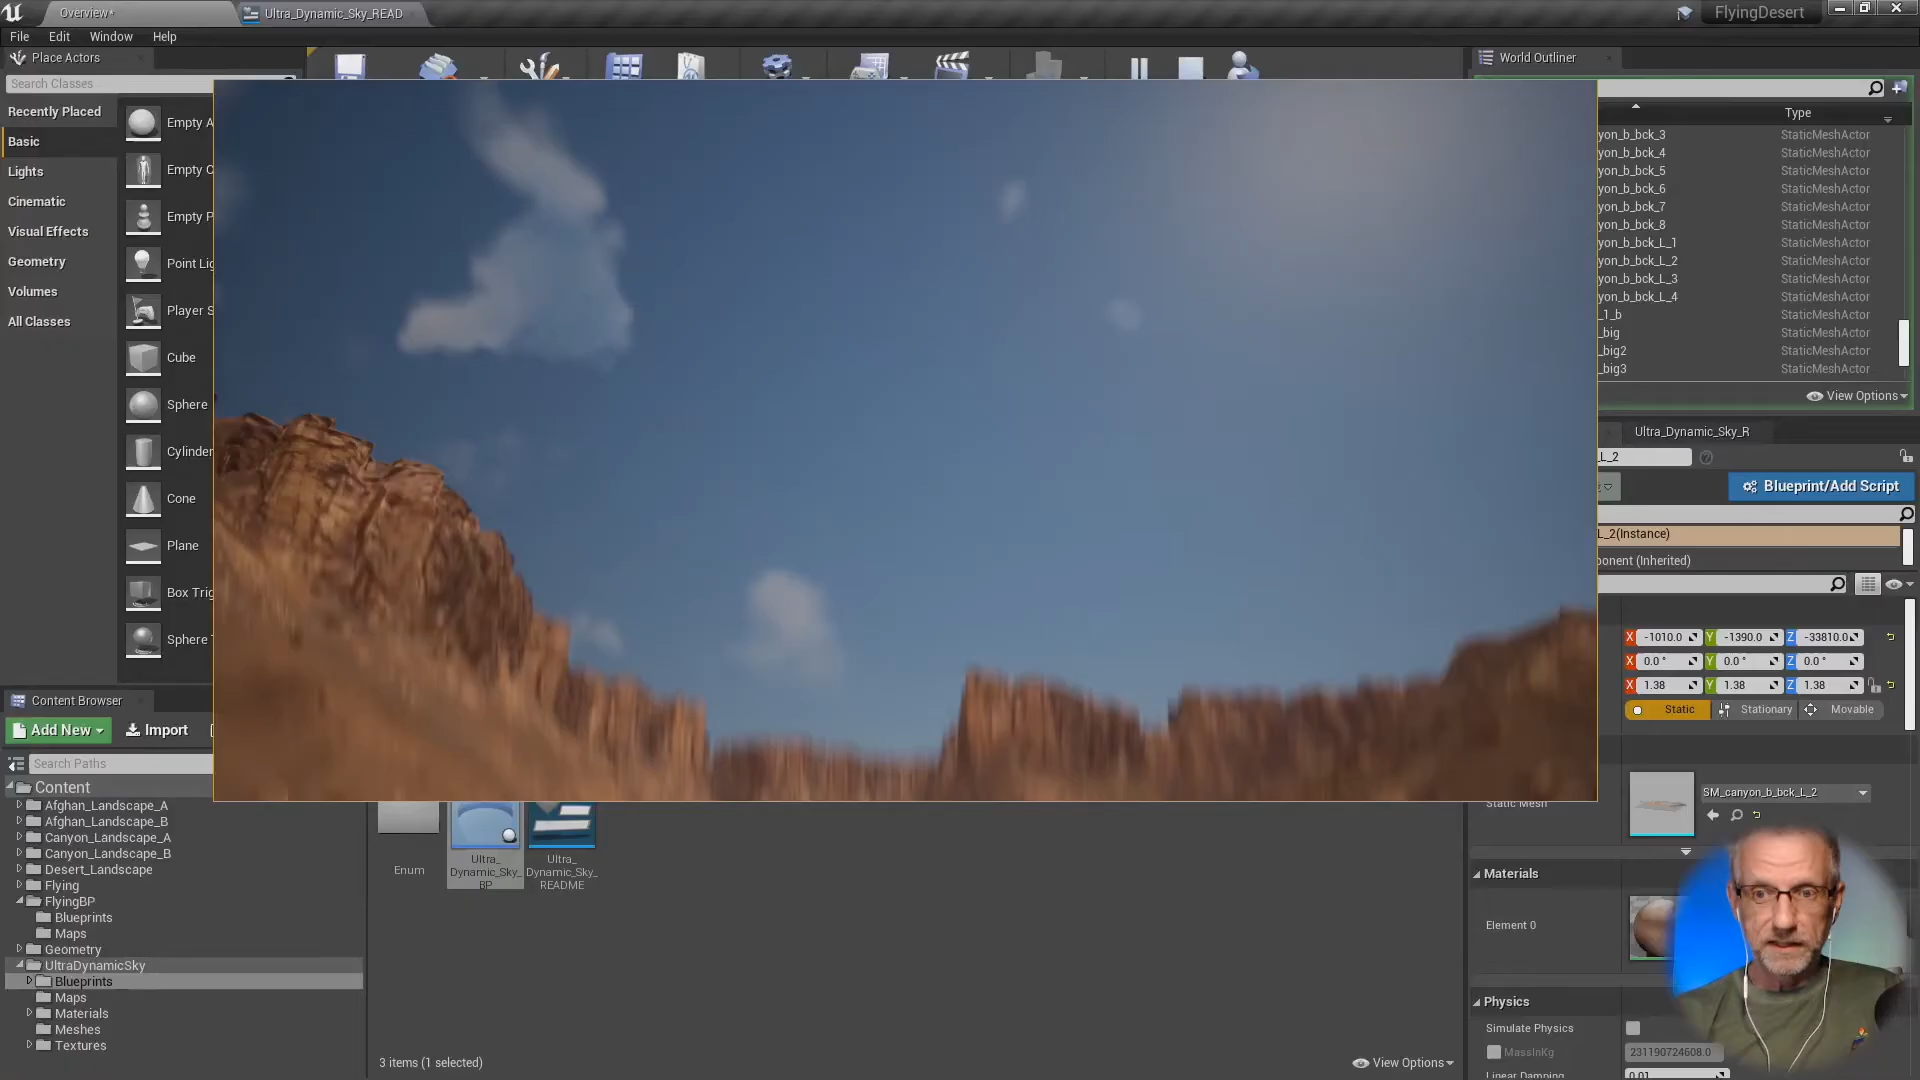 Overview*
Ultra_Dynamic_Sky_READ
FlyingDesert
File Edit Window Help
Place Actors
Search Classes
Recently Placed
Basic
Lights
Cinematic
Visual Effects
Geometry
Volumes
All Classes
Empty A
Empty C
Empty P
Point Lig
Player S
Cube
Sphere
Cylinder
Cone
Plane
Box Trig
Sphere T
World Outliner
Type
yon_b_bck_3 StaticMeshActor
yon_b_bck_4 StaticMeshActor
yon_b_bck_5 StaticMeshActor
yon_b_bck_6 StaticMeshActor
yon_b_bck_7 StaticMeshActor
yon_b_bck_8 StaticMeshActor
yon_b_bck_L_1 StaticMeshActor
yon_b_bck_L_2 StaticMeshActor
yon_b_bck_L_3 StaticMeshActor
yon_b_bck_L_4 StaticMeshActor
_1_b StaticMeshActor
_big StaticMeshActor
_big2 StaticMeshActor
_big3 StaticMeshActor
View Options
Ultra_Dynamic_Sky_R
L_2
Blueprint/Add Script
L_2(Instance)
ponent (Inherited)
X -1010.0 Y -1390.0 Z -33810.0
X 0.0 ° Y 0.0 ° Z 0.0 °
X 1.38 Y 1.38 Z 1.38
Static Stationary Movable
Static Mesh
SM_canyon_b_bck_L_2
Materials
Element 0
Physics
Simulate Physics
MassInKg 231190724608.0
Linear Damping 0.01
Content Browser
Add New Import
Search Paths
Content
Afghan_Landscape_A
Afghan_Landscape_B
Canyon_Landscape_A
Canyon_Landscape_B
Desert_Landscape
Flying
FlyingBP
Blueprints
Maps
Geometry
UltraDynamicSky
Blueprints
Maps
Materials
Meshes
Textures
Enum
Ultra_
Dynamic_Sky_
BP
Ultra_
Dynamic_Sky_
README
3 items (1 selected)
View Options